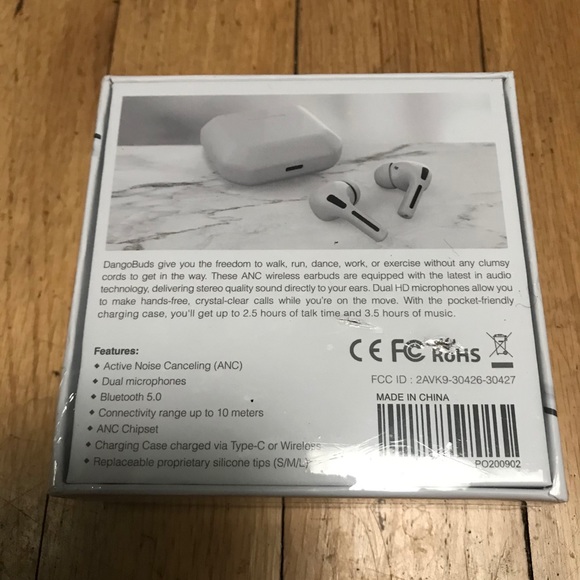 DangoBuds give you the freedom to walk, run, dance, work, or exercise without any clumsy
cords to get in the way. These ANC wireless earbuds are equipped with the latest in audio
technology, delivering stereo quality sound directly to your ears. Dual HD microphones allow you
to make hands-free, crystal-clear calls while you're on the move. With the pocket-friendly
charging case, you'll get up to 2.5 hours of talk time and 3.5 hours of music.
Features:
• Active Noise Canceling (ANC)
• Dual microphones
• Bluetooth 5.0
• Connectivity range up to 10 meters
• ANC Chipset
• Charging Case charged via Type-C or Wireless
• Replaceable proprietary silicone tips (S/M/L)
CE FC RoHS
FCC ID : 2AVK9-30426-30427
MADE IN CHINA
PO200902